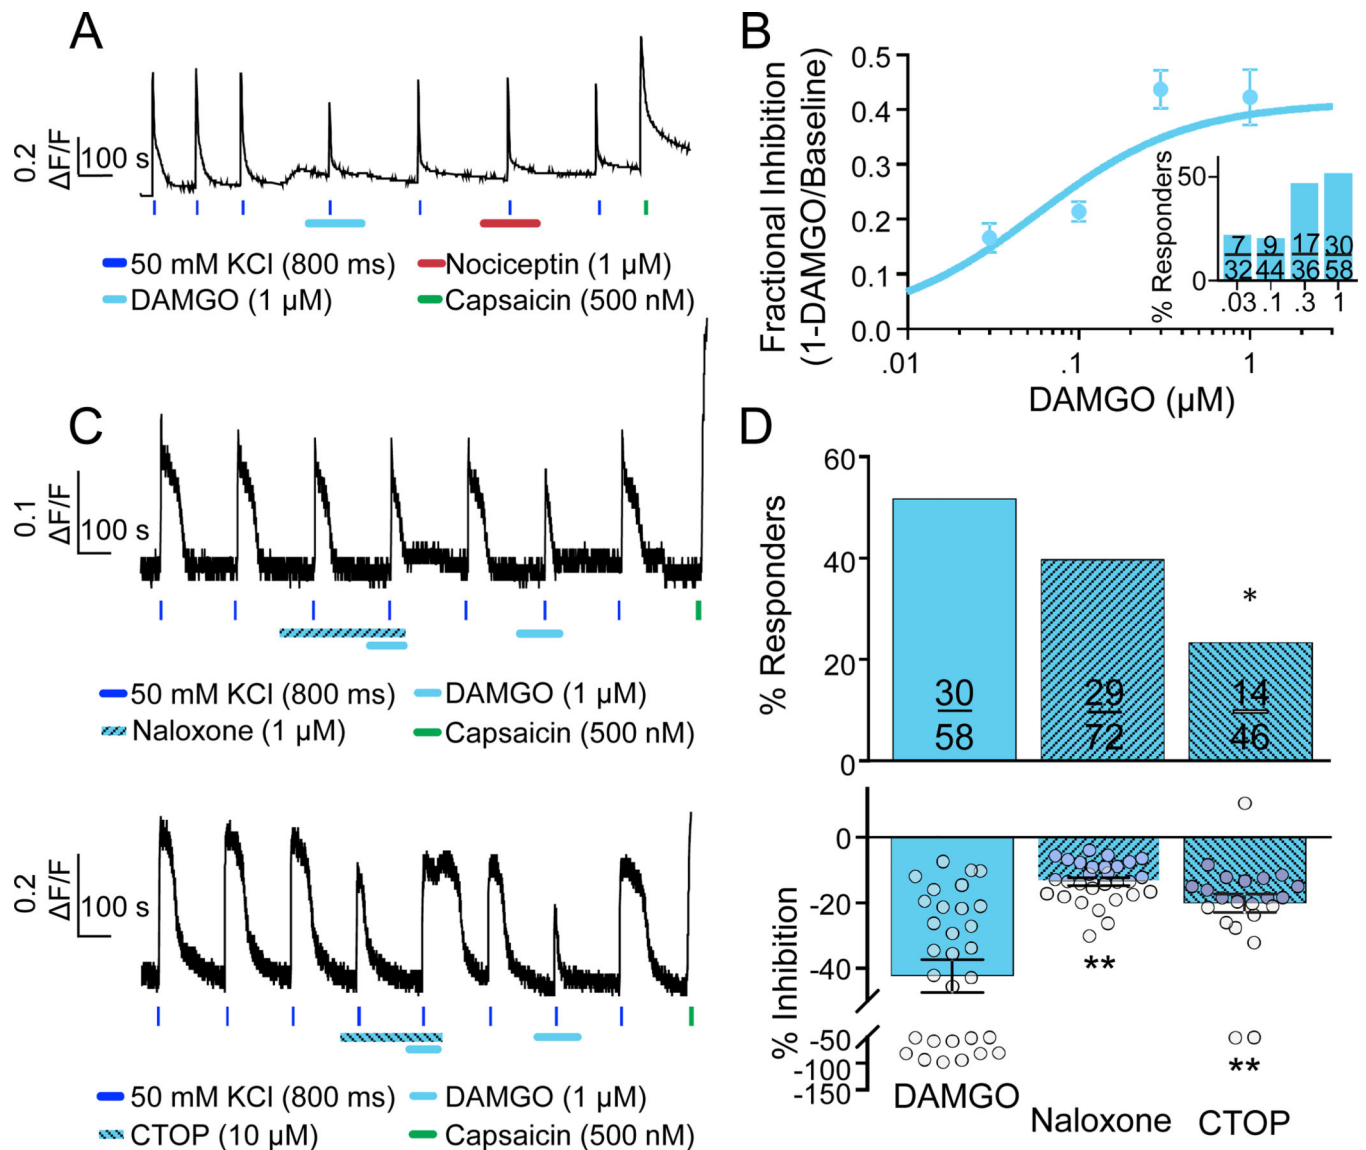 A
0.2
ΔF/F
100 s
50 mM KCl (800 ms)
Nociceptin (1 µM)
DAMGO (1 µM)
Capsaicin (500 nM)
B
Fractional Inhibition
(1-DAMGO/Baseline)
0.5
0.4
0.3
0.2
0.1
0.0
.01
.1
1
DAMGO (µM)
% Responders
50
0
7
32
9
44
17
36
30
58
.03
.1
.3
1
C
0.1
ΔF/F
100 s
50 mM KCl (800 ms)
DAMGO (1 µM)
Naloxone (1 µM)
Capsaicin (500 nM)
0.2
ΔF/F
100 s
50 mM KCl (800 ms)
DAMGO (1 µM)
CTOP (10 µM)
Capsaicin (500 nM)
D
% Responders
60
40
20
0
30
58
29
72
14
46
*
% Inhibition
0
-20
-40
-50
-100
-150
**
**
DAMGO
Naloxone
CTOP